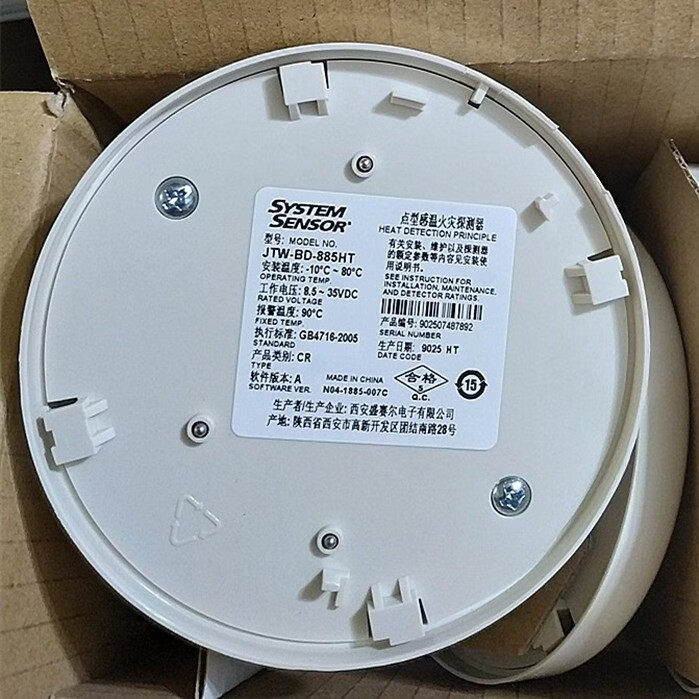 SYSTEM
SENSOR®
型号: MODEL NO.
JTW-BD-885HT
安装温度: -10°C ~ 80°C
OPERATING TEMP.
工作电压: 8.5 ~ 35VDC
RATED VOLTAGE
报警温度: 90°C
FIXED TEMP.
执行标准: GB4716-2005
STANDARD
产品类别: CR
TYPE
软件版本: A
SOFTWARE VER.
点型感温火灾探测器
HEAT DETECTION PRINCIPLE
有关安装、维护以及探测器
的额定参数等内容见安装使
用说明书。
SEE INSTRUCTION FOR
INSTALLATION, MAINTENANCE,
AND DETECTOR RATINGS.
产品编号: 902507487892
SERIAL NUMBER
生产日期: 9025 HT
DATE CODE
MADE IN CHINA
N04-1885-007C
合格
5
Q.C.
15
生产者/生产企业: 西安盛赛尔电子有限公司
产地: 陕西省西安市高新开发区团结南路28号